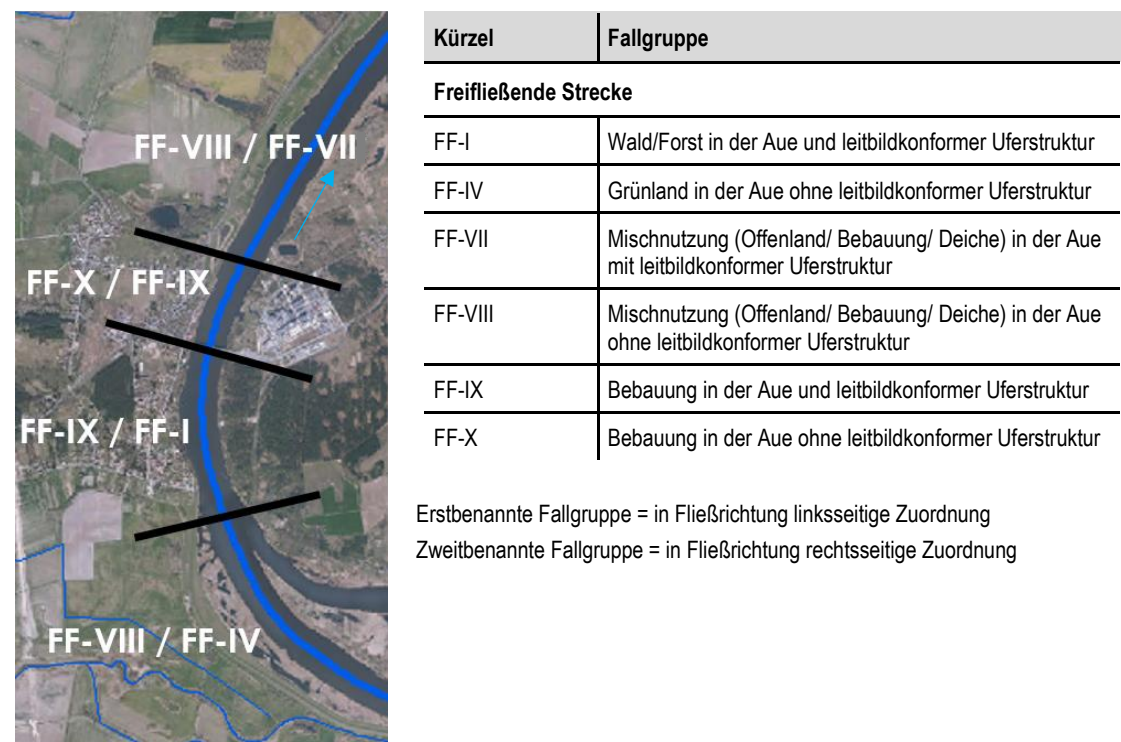 FF-VIII / FF-VII
FF-X / FF-IX
FF-IX / FF-I
FF-VIII / FF-IV
Kürzel Fallgruppe
Freifließende Strecke
FF-I Wald/Forst in der Aue und leitbildkonformer Uferstruktur
FF-IV Grünland in der Aue ohne leitbildkonformer Uferstruktur
FF-VII Mischnutzung (Offenland/ Bebauung/ Deiche) in der Aue
mit leitbildkonformer Uferstruktur
FF-VIII Mischnutzung (Offenland/ Bebauung/ Deiche) in der Aue
ohne leitbildkonformer Uferstruktur
FF-IX Bebauung in der Aue und leitbildkonformer Uferstruktur
FF-X Bebauung in der Aue ohne leitbildkonformer Uferstruktur
Erstbenannte Fallgruppe = in Fließrichtung linksseitige Zuordnung
Zweitbenannte Fallgruppe = in Fließrichtung rechtsseitige Zuordnung